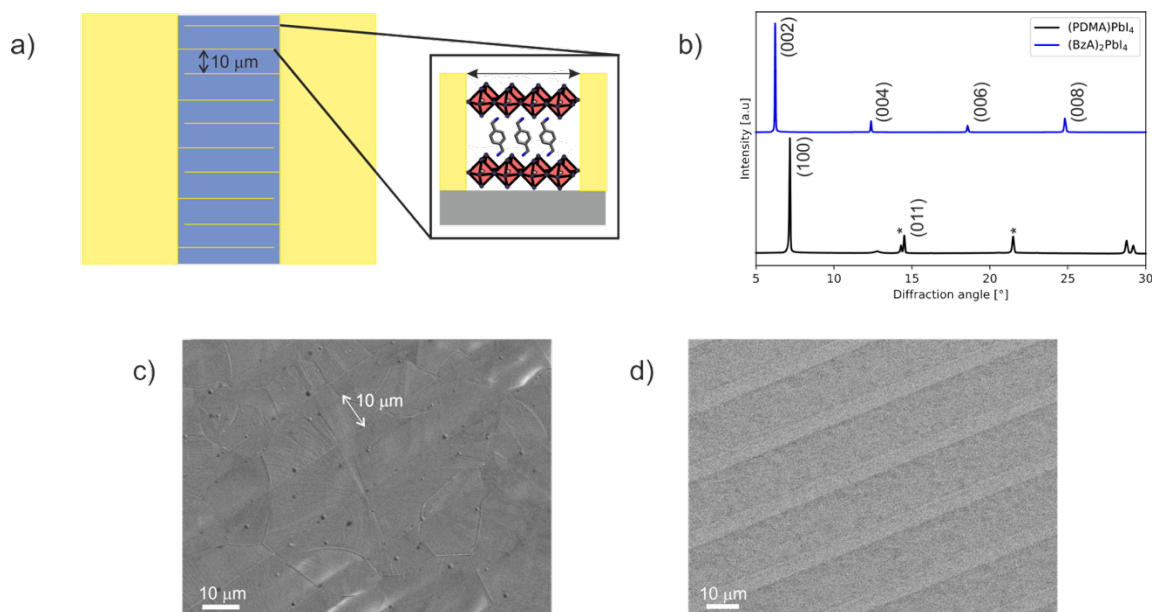 a)
10 μm
b)
(PDMA)PbI₄
(BzA)₂PbI₄
(002)
(004)
(006)
(008)
(100)
*
(011)
*
Intensity [a.u]
5
10
15
20
25
30
Diffraction angle [°]
c)
10 μm
10 μm
d)
10 μm